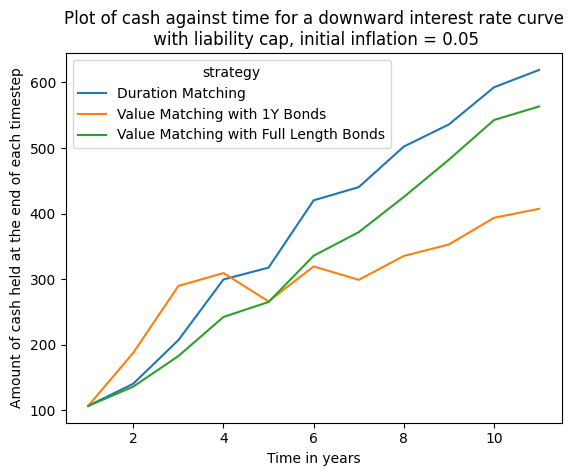 Plot of cash against time for a downward interest rate curve
with liability cap, initial inflation = 0.05
strategy
Duration Matching
Value Matching with 1Y Bonds
Value Matching with Full Length Bonds
Amount of cash held at the end of each timestep
600
500
400
300
200
100
2
4
6
8
10
Time in years